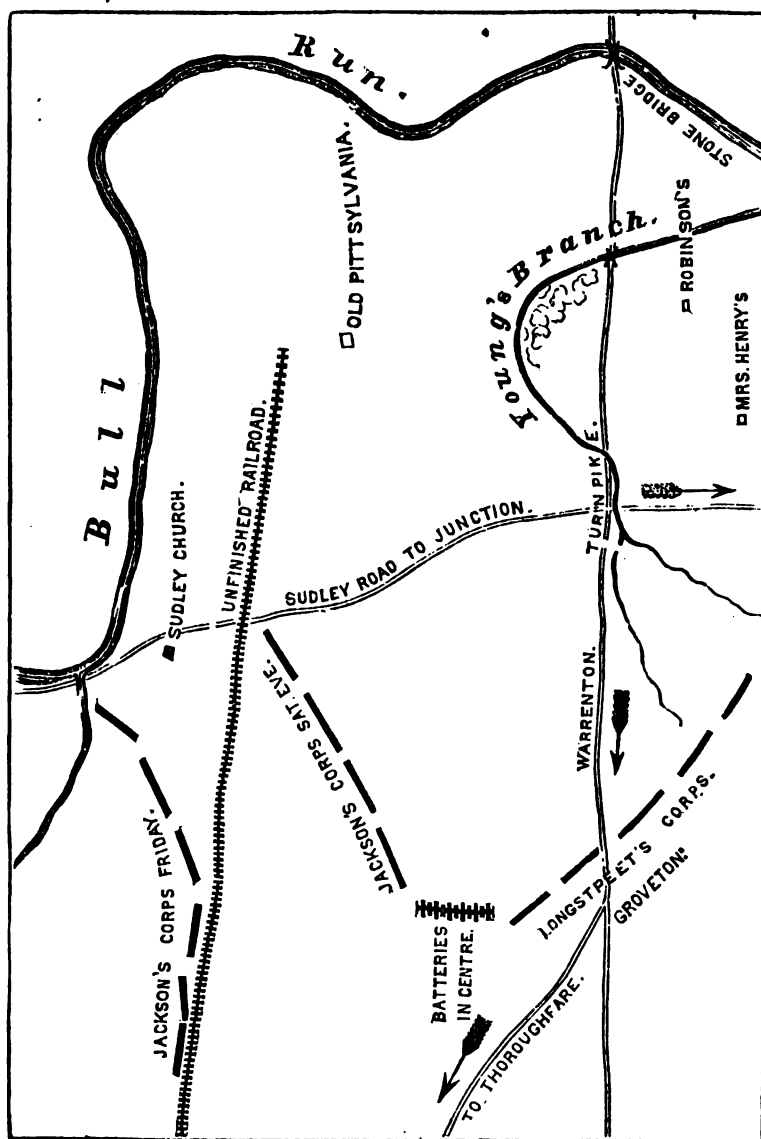 Bull Run.
STONE BRIDGE
OLD PITTSYLVANIA.
Young's Branch.
ROBINSON'S
MRS. HENRY'S
UNFINISHED RAILROAD.
SUDLEY CHURCH.
SUDLEY ROAD TO JUNCTION.
WARRENTON. TURNPIKE.
JACKSON'S CORPS SAT. EVE.
JACKSON'S CORPS FRIDAY.
LONGSTREET'S CORPS.
GROVETON.
BATTERIES
IN CENTRE.
TO THOROUGHFARE.